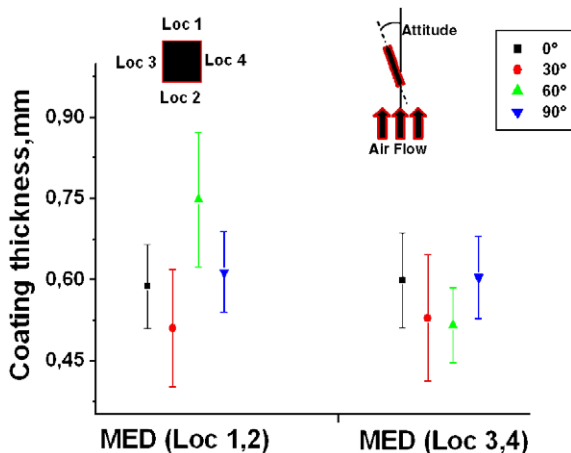 Loc 1
Loc 3
Loc 4
Loc 2
Attitude
Air Flow
0°
30°
60°
90°
Coating thickness,mm
0,90
0,75
0,60
0,45
MED (Loc 1,2)
MED (Loc 3,4)